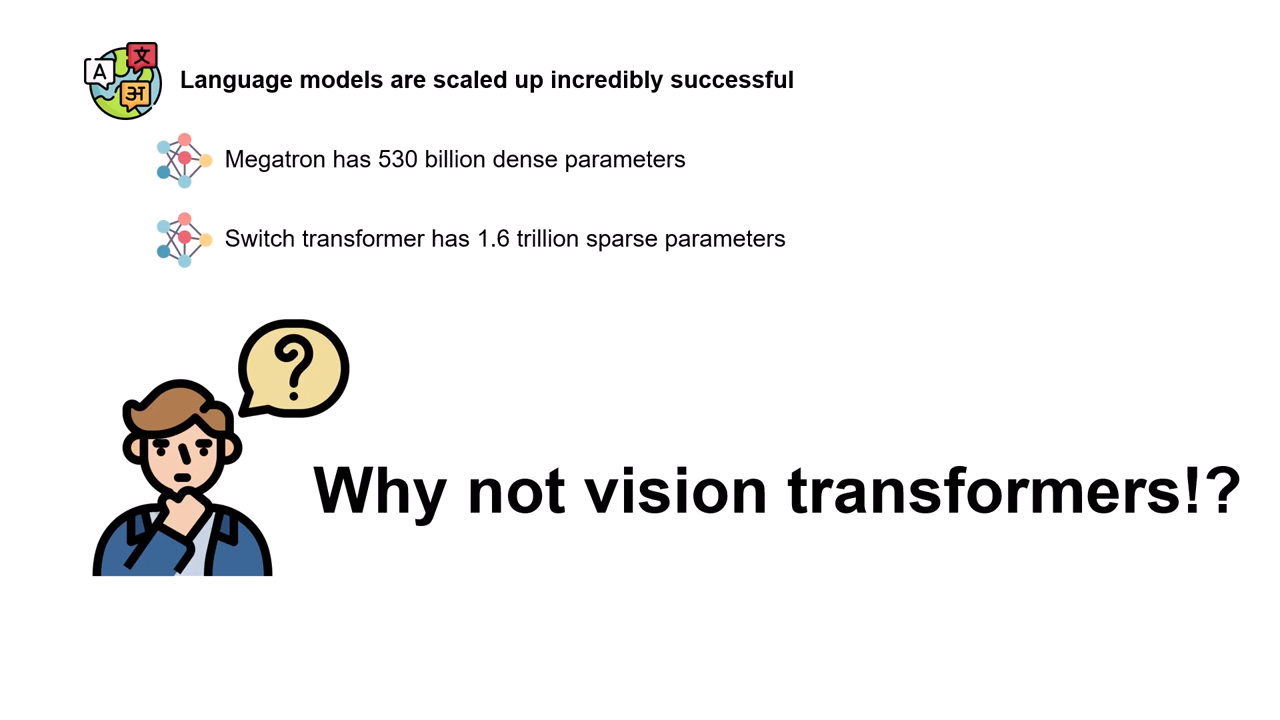 A
文
अ
Language models are scaled up incredibly successful
Megatron has 530 billion dense parameters
Switch transformer has 1.6 trillion sparse parameters
?
Why not vision transformers!?